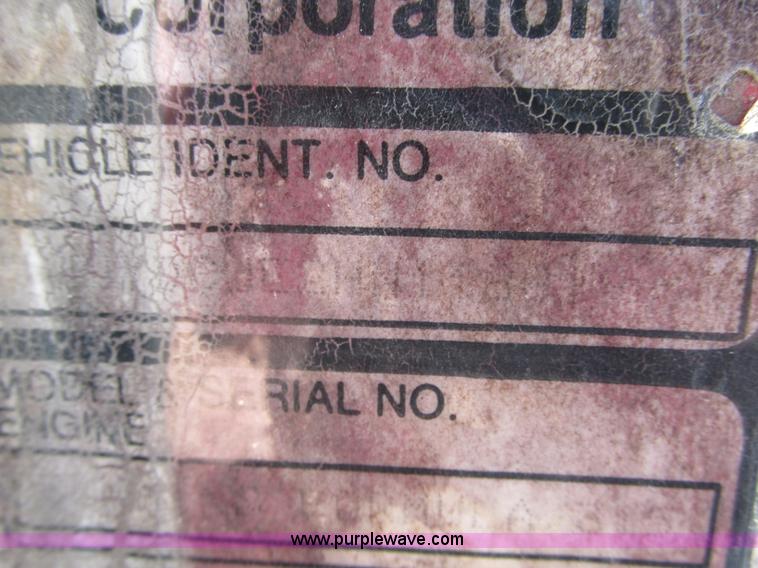 Corporation
EHICLE IDENT. NO.
MODEL & SERIAL NO.
ENGINE
www.purplewave.com